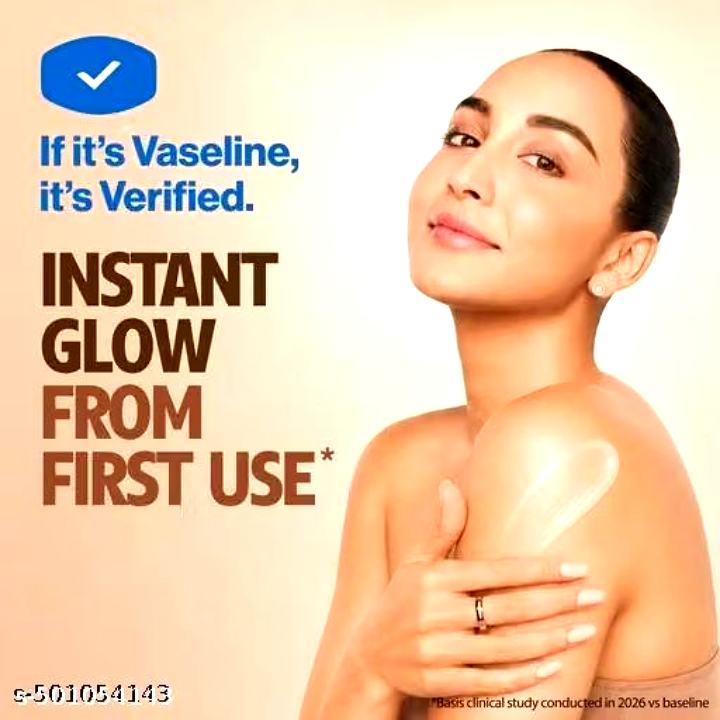 If it's Vaseline,
it's Verified.
INSTANT
GLOW
FROM
FIRST USE*
s-501054143
*Basis clinical study conducted in 2026 vs baseline